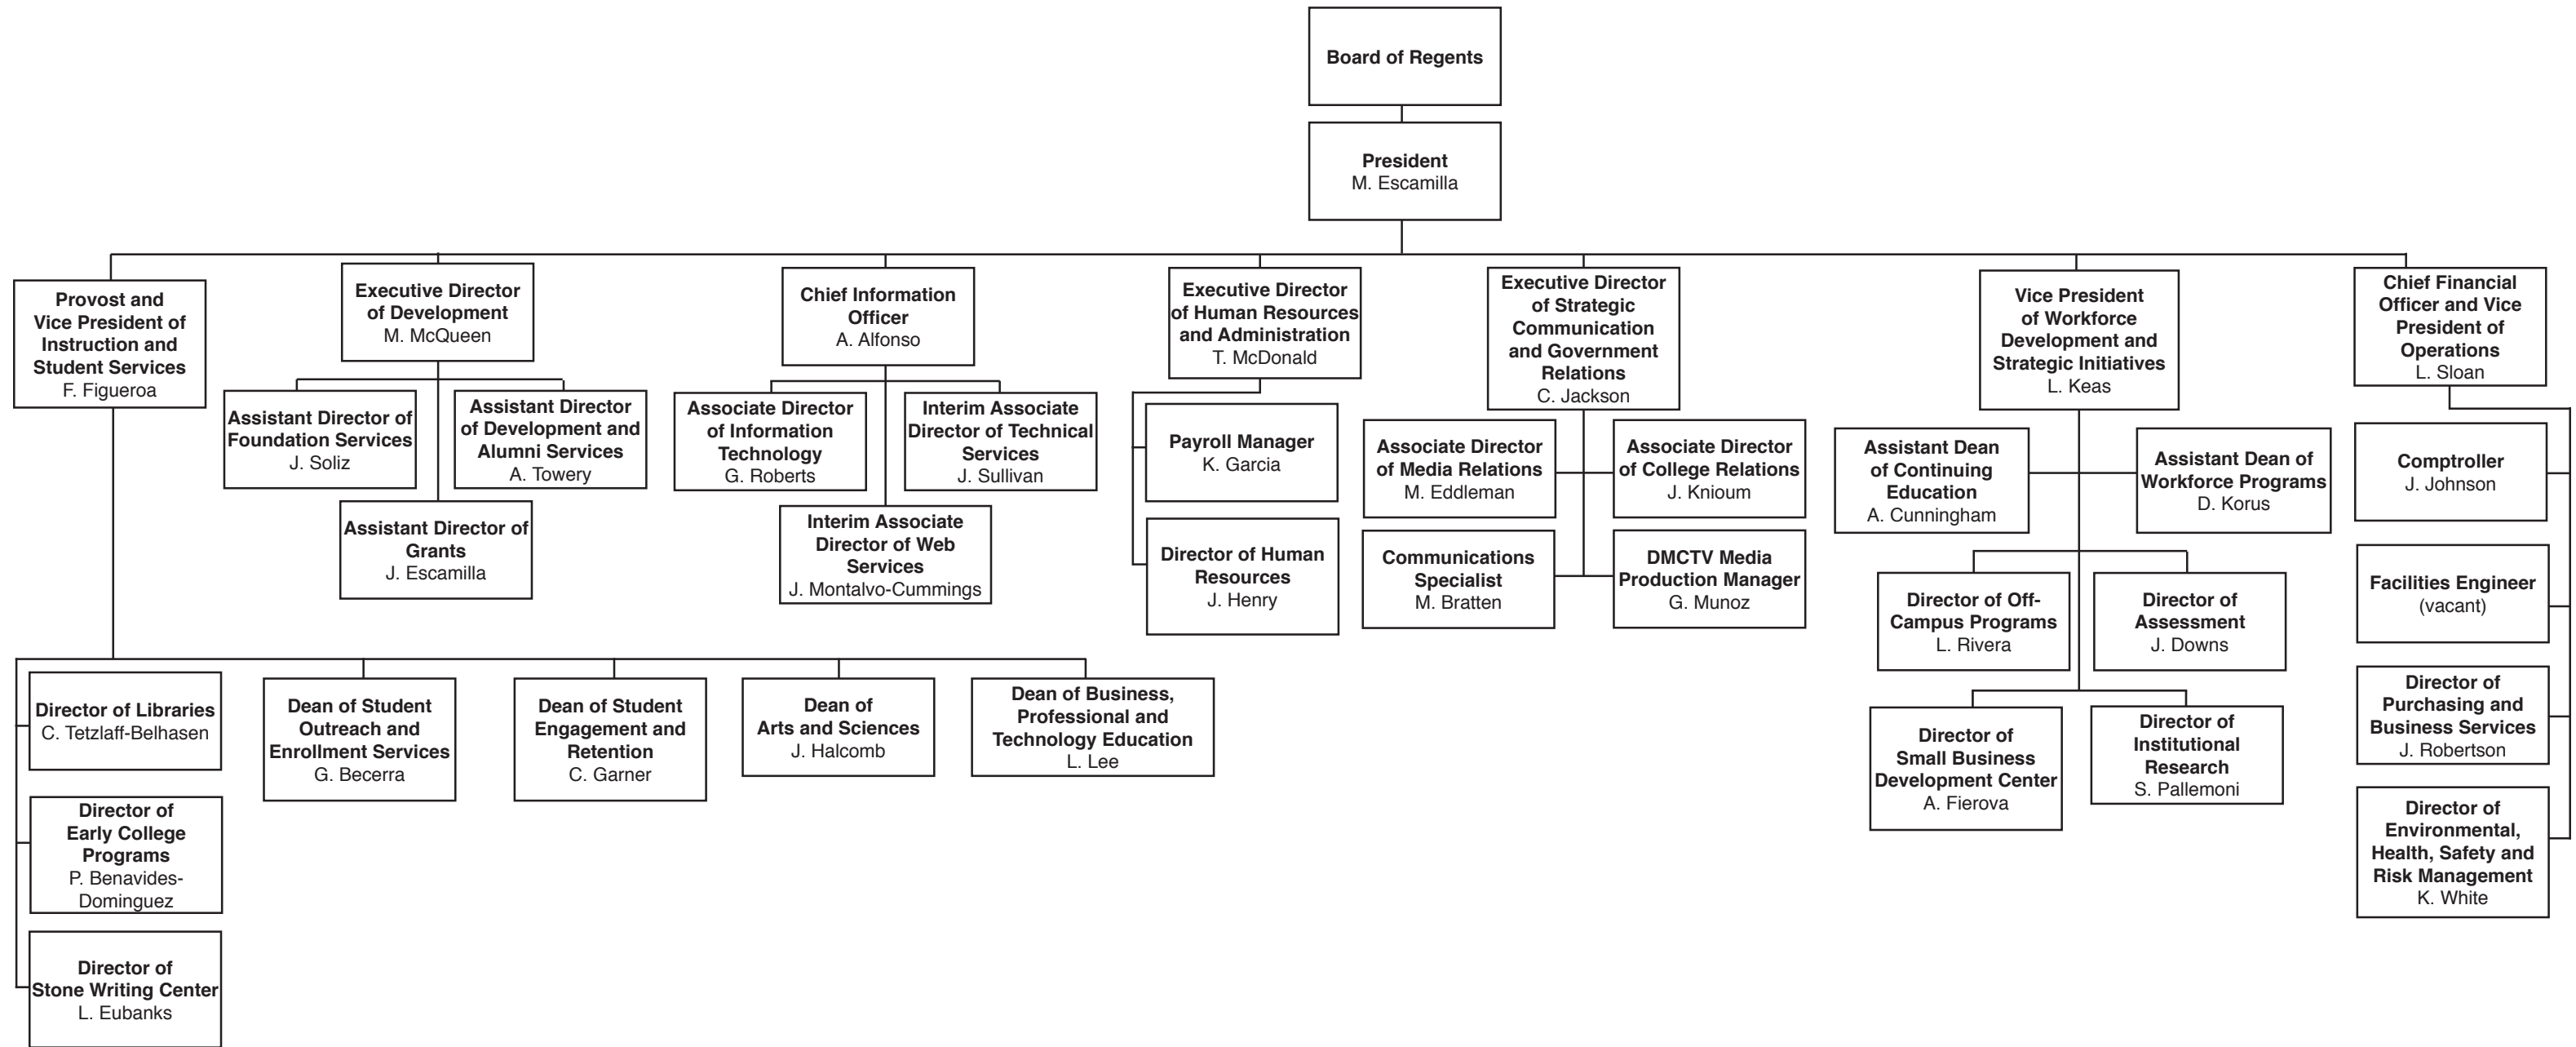 Board of Regents
President
M. Escamilla
Provost and
Vice President of
Instruction and
Student Services
F. Figueroa
Executive Director
of Development
M. McQueen
Chief Information
Officer
A. Alfonso
Executive Director
of Human Resources
and Administration
T. McDonald
Executive Director
of Strategic
Communication
and Government
Relations
C. Jackson
Vice President
of Workforce
Development and
Strategic Initiatives
L. Keas
Chief Financial
Officer and Vice
President of
Operations
L. Sloan
Assistant Director of
Foundation Services
J. Soliz
Assistant Director
of Development and
Alumni Services
A. Towery
Assistant Director of
Grants
J. Escamilla
Associate Director
of Information
Technology
G. Roberts
Interim Associate
Director of Technical
Services
J. Sullivan
Interim Associate
Director of Web
Services
J. Montalvo-Cummings
Payroll Manager
K. Garcia
Director of Human
Resources
J. Henry
Associate Director
of Media Relations
M. Eddleman
Associate Director
of College Relations
J. Knioum
Communications
Specialist
M. Bratten
DMCTV Media
Production Manager
G. Munoz
Assistant Dean
of Continuing
Education
A. Cunningham
Assistant Dean of
Workforce Programs
D. Korus
Director of Off-
Campus Programs
L. Rivera
Director of
Assessment
J. Downs
Director of
Small Business
Development Center
A. Fierova
Director of
Institutional
Research
S. Pallemoni
Comptroller
J. Johnson
Facilities Engineer
(vacant)
Director of
Purchasing and
Business Services
J. Robertson
Director of
Environmental,
Health, Safety and
Risk Management
K. White
Director of Libraries
C. Tetzlaff-Belhasen
Director of
Early College
Programs
P. Benavides-
Dominguez
Director of
Stone Writing Center
L. Eubanks
Dean of Student
Outreach and
Enrollment Services
G. Becerra
Dean of Student
Engagement and
Retention
C. Garner
Dean of
Arts and Sciences
J. Halcomb
Dean of Business,
Professional and
Technology Education
L. Lee